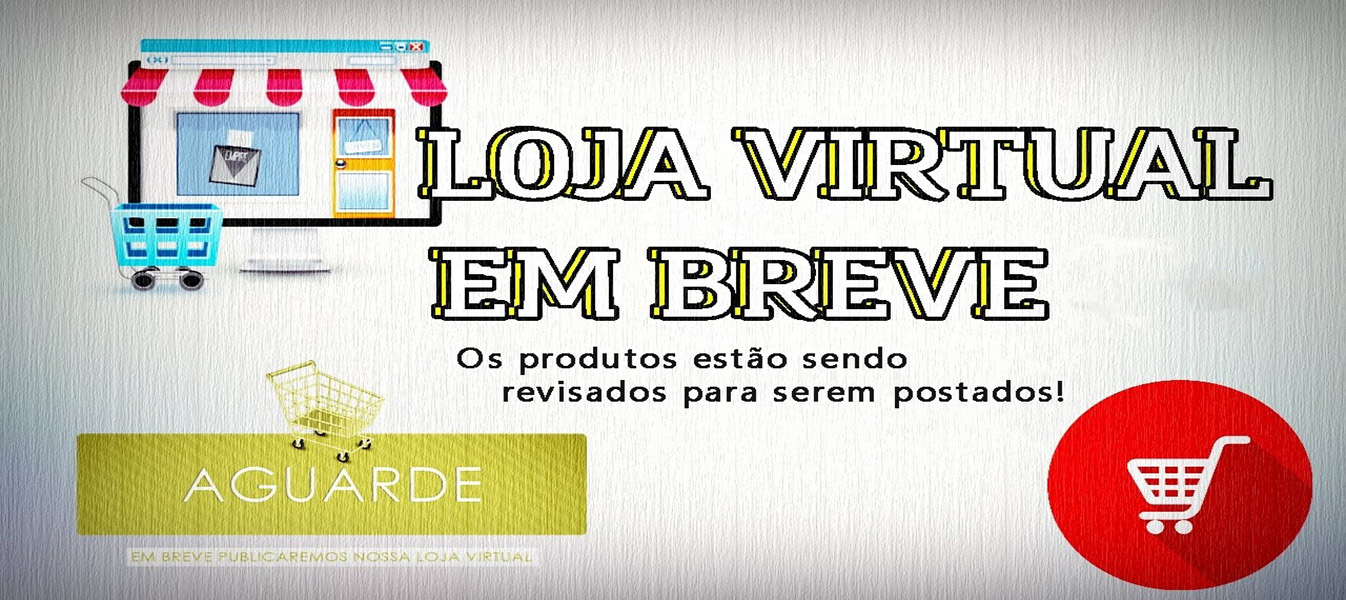 LOJA VIRTUAL
EM BREVE
Os produtos estão sendo
revisados para serem postados!
AGUARDE
EM BREVE PUBLICAREMOS NOSSA LOJA VIRTUAL